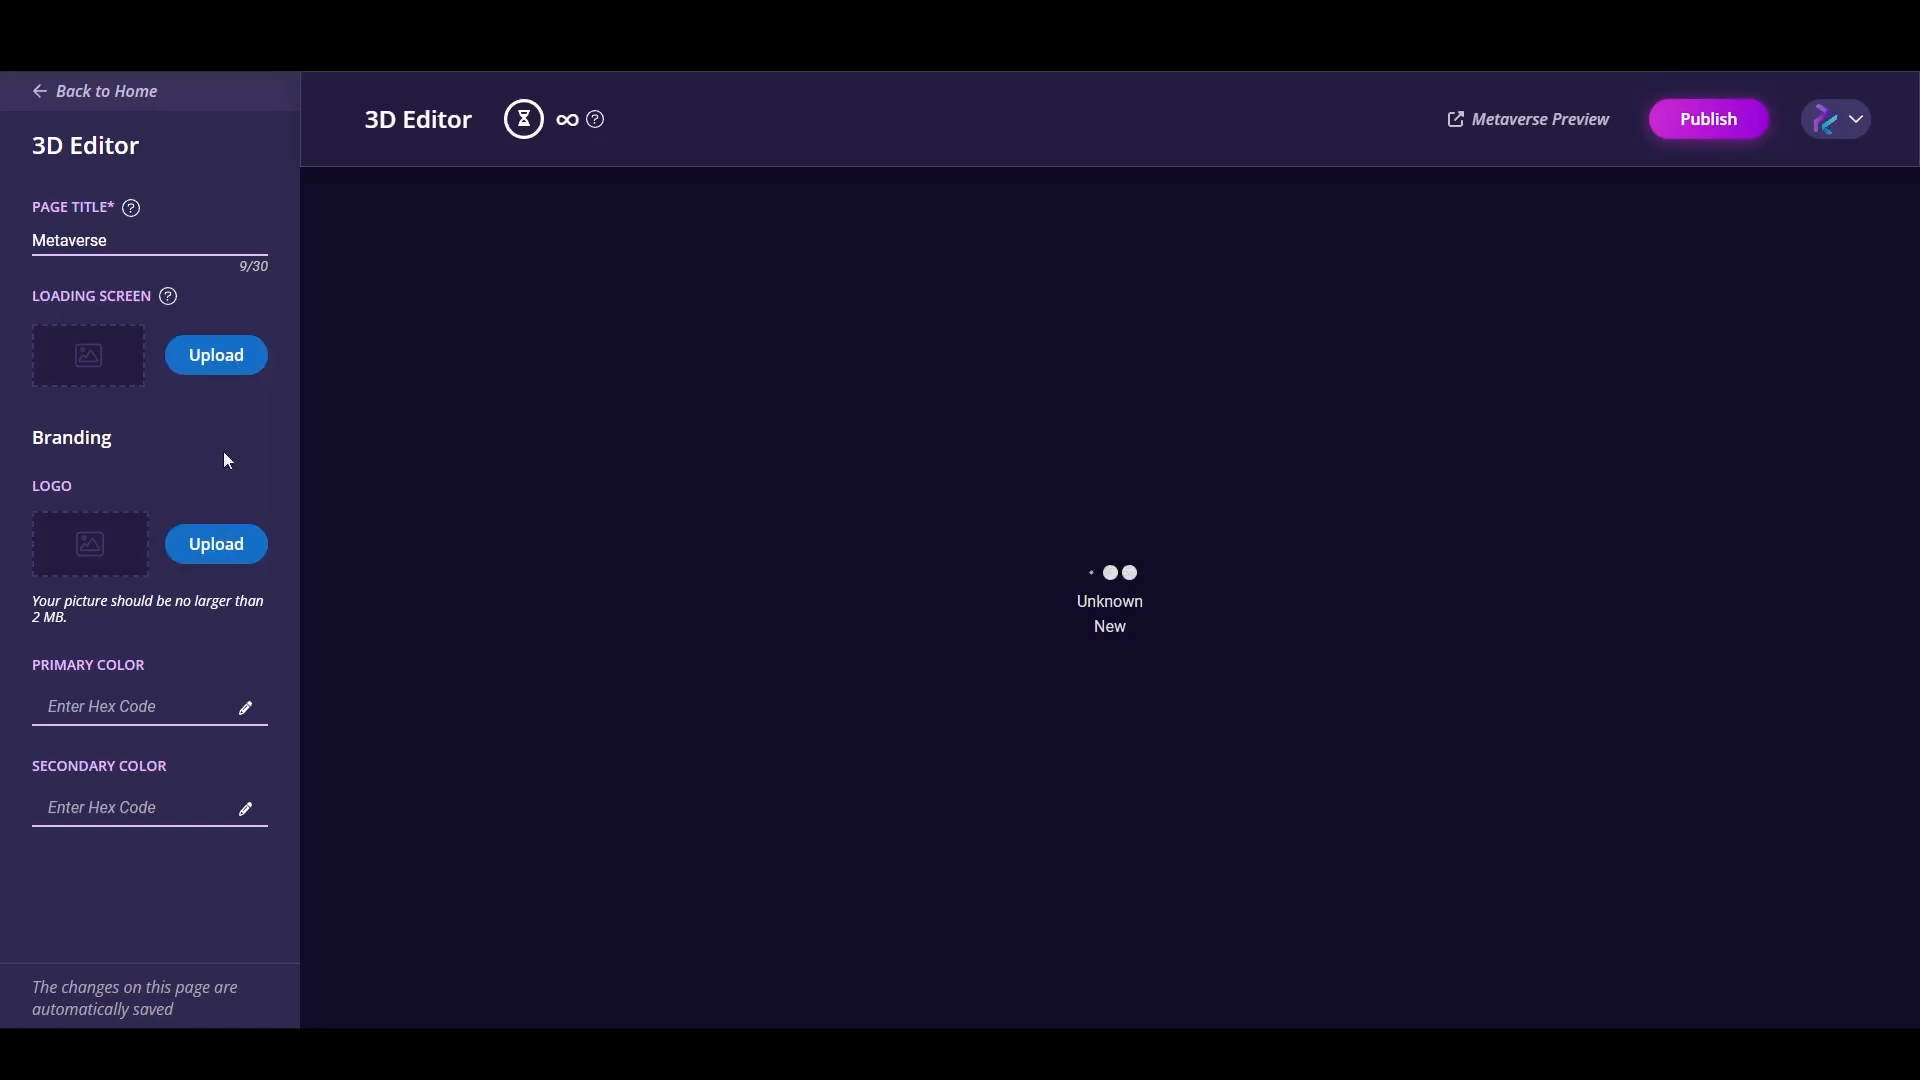 Back to Home
3D Editor
PAGE TITLE*
Metaverse
9/30
LOADING SCREEN
Upload
Branding
LOGO
Upload
Your picture should be no larger than
2 MB.
PRIMARY COLOR
Enter Hex Code
SECONDARY COLOR
Enter Hex Code
The changes on this page are
automatically saved
3D Editor
Metaverse Preview
Publish
Unknown
New